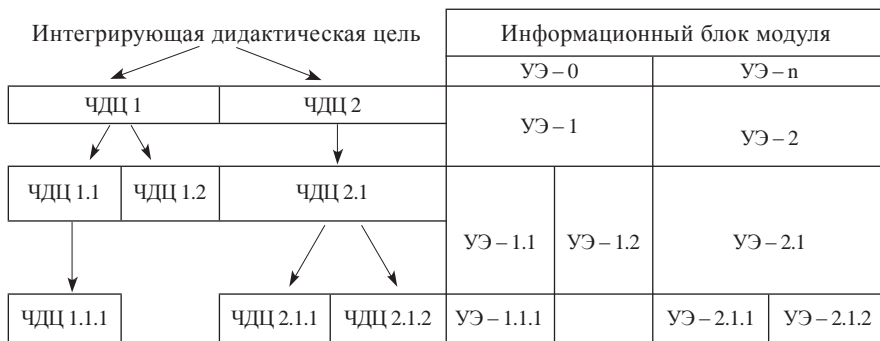 Интегрирующая дидактическая цель
Информационный блок модуля
УЭ – 0
УЭ – n
ЧДЦ 1
ЧДЦ 2
УЭ – 1
УЭ – 2
ЧДЦ 1.1
ЧДЦ 1.2
ЧДЦ 2.1
УЭ – 1.1
УЭ – 1.2
УЭ – 2.1
ЧДЦ 1.1.1
ЧДЦ 2.1.1
ЧДЦ 2.1.2
УЭ – 1.1.1
УЭ – 2.1.1
УЭ – 2.1.2